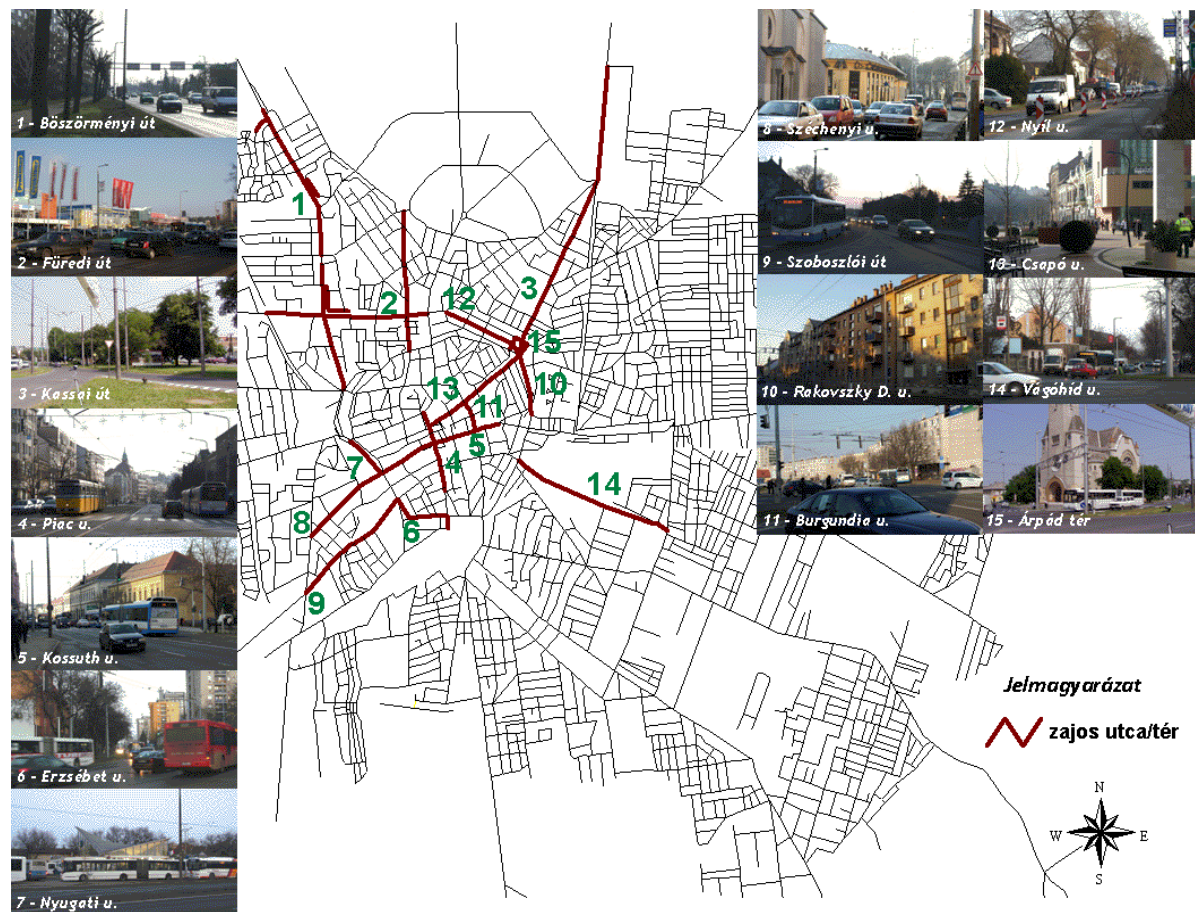 1 - Böszörményi út
2 - Füredi út
3 - Kassai út
4 - Piac u.
5 - Kossuth u.
6 - Erzsébet u.
7 - Nyugati u.
1
2
12
3
15
13
11
10
5
4
7
14
8
6
9
8 - Széchenyi u.
12 - Nyíl u.
9 - Szoboszlói út
13 - Csapó u.
10 - Rakovszky D. u.
14 - Vágóhíd u.
11 - Burgundia u.
15 - Árpád tér
Jelmagyarázat
zajos utca/tér
N
W E
S